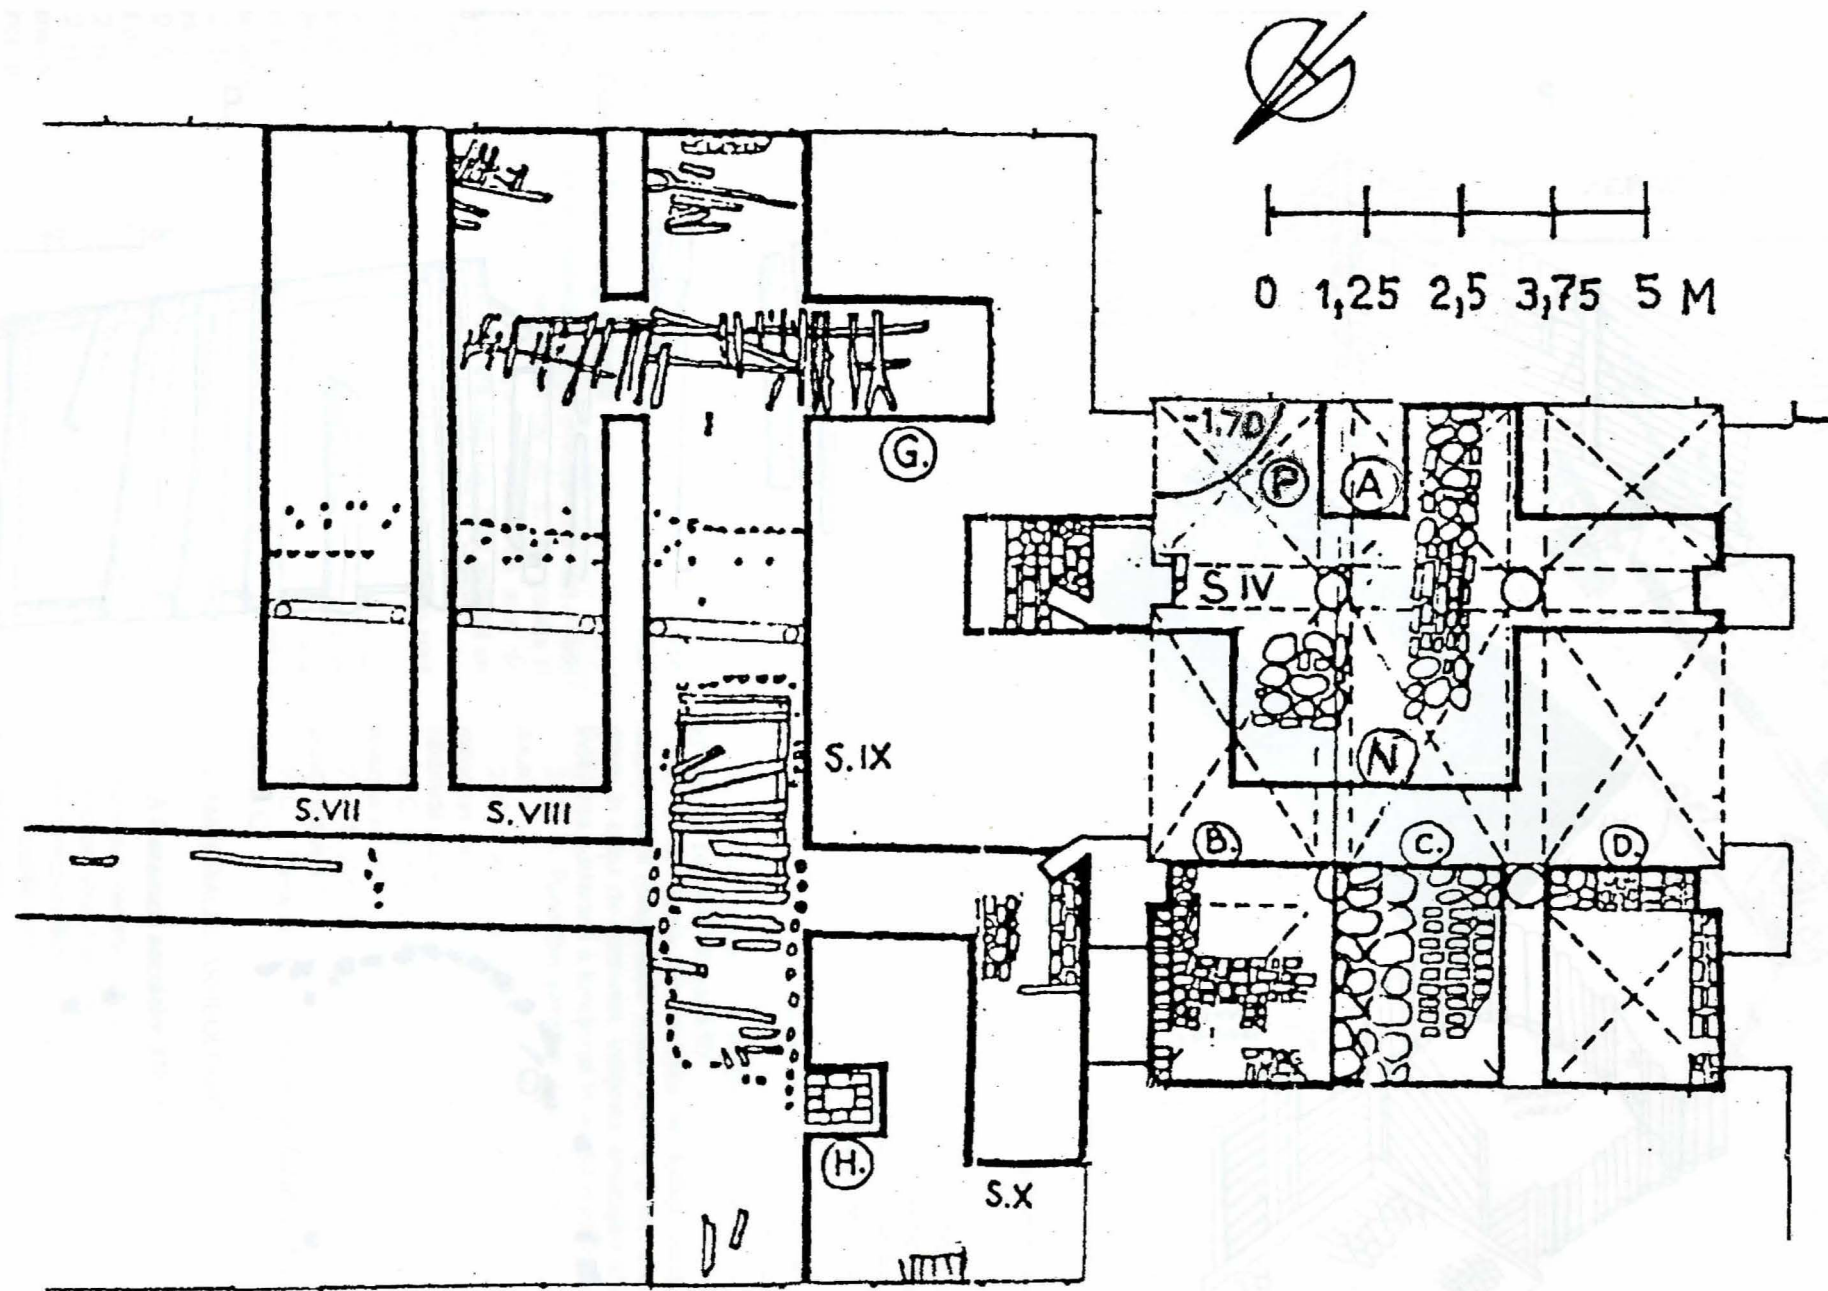 0 1,25 2,5 3,75 5 M
-1.70
P
A
G.
S IV
S. IX
N
S. VII
S. VIII
B.
C.
D.
H.
S.X